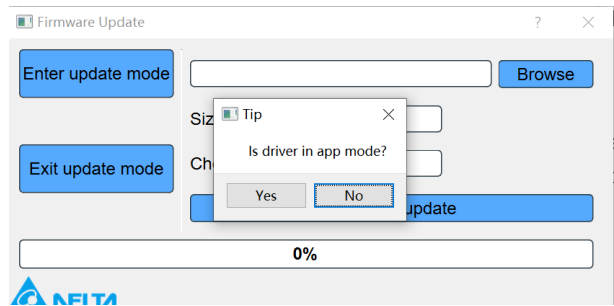 Firmware Update
Enter update mode
Browse
Siz
Tip
Is driver in app mode?
Exit update mode
Ch
Yes
No
update
0%